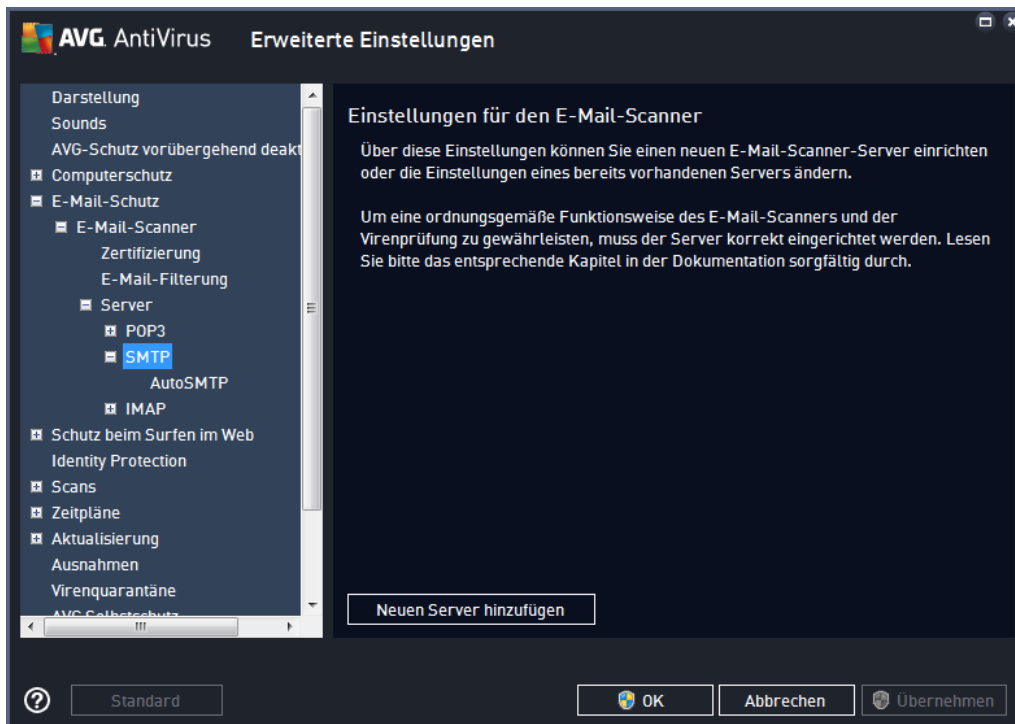 AVG. AntiVirus Erweiterte Einstellungen
Darstellung
Sounds
AVG-Schutz vorübergehend deakt
Computerschutz
E-Mail-Schutz
E-Mail-Scanner
Zertifizierung
E-Mail-Filterung
Server
POP3
SMTP
AutoSMTP
IMAP
Schutz beim Surfen im Web
Identity Protection
Scans
Zeitpläne
Aktualisierung
Ausnahmen
Virenquarantäne
AVG Selbstschutz
Einstellungen für den E-Mail-Scanner
Über diese Einstellungen können Sie einen neuen E-Mail-Scanner-Server einrichten
oder die Einstellungen eines bereits vorhandenen Servers ändern.
Um eine ordnungsgemäße Funktionsweise des E-Mail-Scanners und der
Virenprüfung zu gewährleisten, muss der Server korrekt eingerichtet werden. Lesen
Sie bitte das entsprechende Kapitel in der Dokumentation sorgfältig durch.
Neuen Server hinzufügen
Standard
OK
Abbrechen
Übernehmen